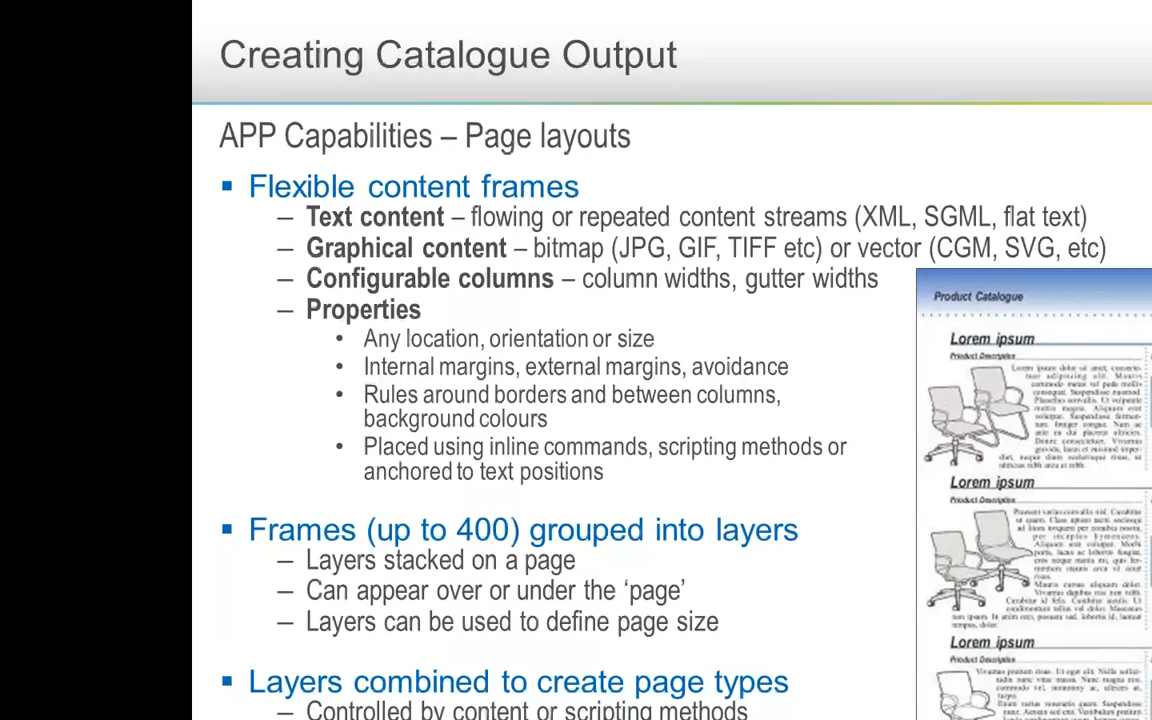 Creating Catalogue Output
APP Capabilities – Page layouts
▪ Flexible content frames
– Text content – flowing or repeated content streams (XML, SGML, flat text)
– Graphical content – bitmap (JPG, GIF, TIFF etc) or vector (CGM, SVG, etc)
– Configurable columns – column widths, gutter widths
– Properties
• Any location, orientation or size
• Internal margins, external margins, avoidance
• Rules around borders and between columns,
background colours
• Placed using inline commands, scripting methods or
anchored to text positions
▪ Frames (up to 400) grouped into layers
– Layers stacked on a page
– Can appear over or under the ‘page’
– Layers can be used to define page size
▪ Layers combined to create page types
– Controlled by content or scripting methods
Product Catalogue
Lorem ipsum
Product Description
Lorem ipsum
Product Description
Lorem ipsum
Product Description